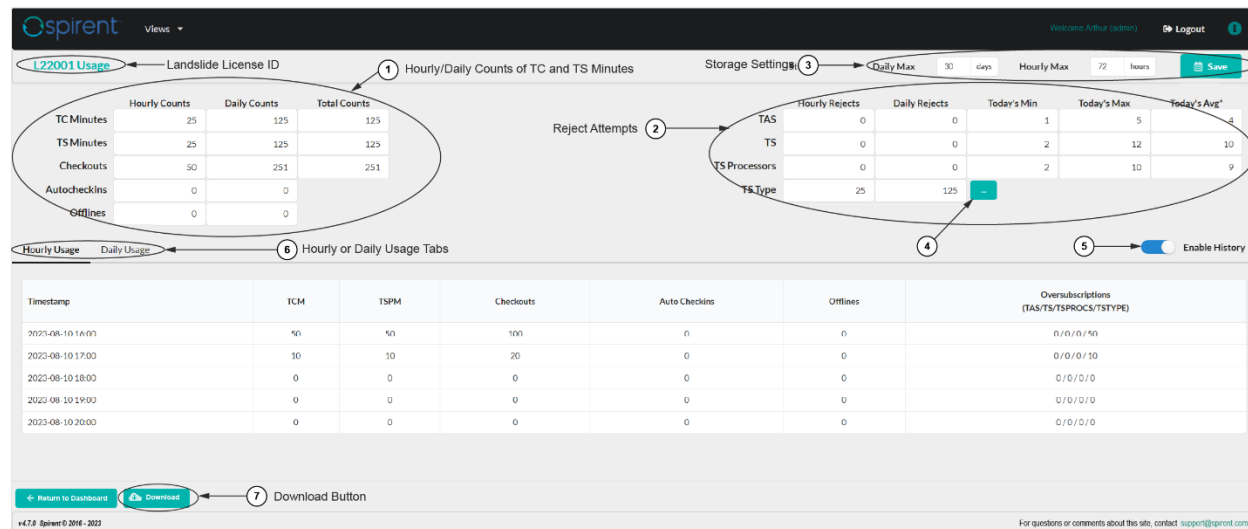 spirent Views Welcome Arthur (admin) Logout
L22001 Usage Landslide License ID 1 Hourly/Daily Counts of TC and TS Minutes Storage Settings 3 Daily Max 30 days Hourly Max 72 hours Save
Hourly Counts Daily Counts Total Counts
TC Minutes 25 125 125
TS Minutes 25 125 125
Checkouts 50 251 251
Autocheckins 0 0
Offlines 0 0
Reject Attempts 2
Hourly Rejects Daily Rejects Today's Min Today's Max Today's Avg*
TAS 0 0 1 5 4
TS 0 0 2 12 10
TS Processors 0 0 2 10 9
TS Type 25 125 ...
4
Hourly Usage Daily Usage 6 Hourly or Daily Usage Tabs 5 Enable History
Timestamp TCM TSPM Checkouts Auto Checkins Offlines Oversubscriptions
(TAS/TS/TSPROCS/TSTYPE)
2023-08-10 16:00 50 50 100 0 0 0/0/0/50
2023-08-10 17:00 10 10 20 0 0 0/0/0/10
2023-08-10 18:00 0 0 0 0 0 0/0/0/0
2023-08-10 19:00 0 0 0 0 0 0/0/0/0
2023-08-10 20:00 0 0 0 0 0 0/0/0/0
Return to Dashboard Download 7 Download Button
v4.7.0 Spirent © 2016 - 2023 For questions or comments about this site, contact support@spirent.com